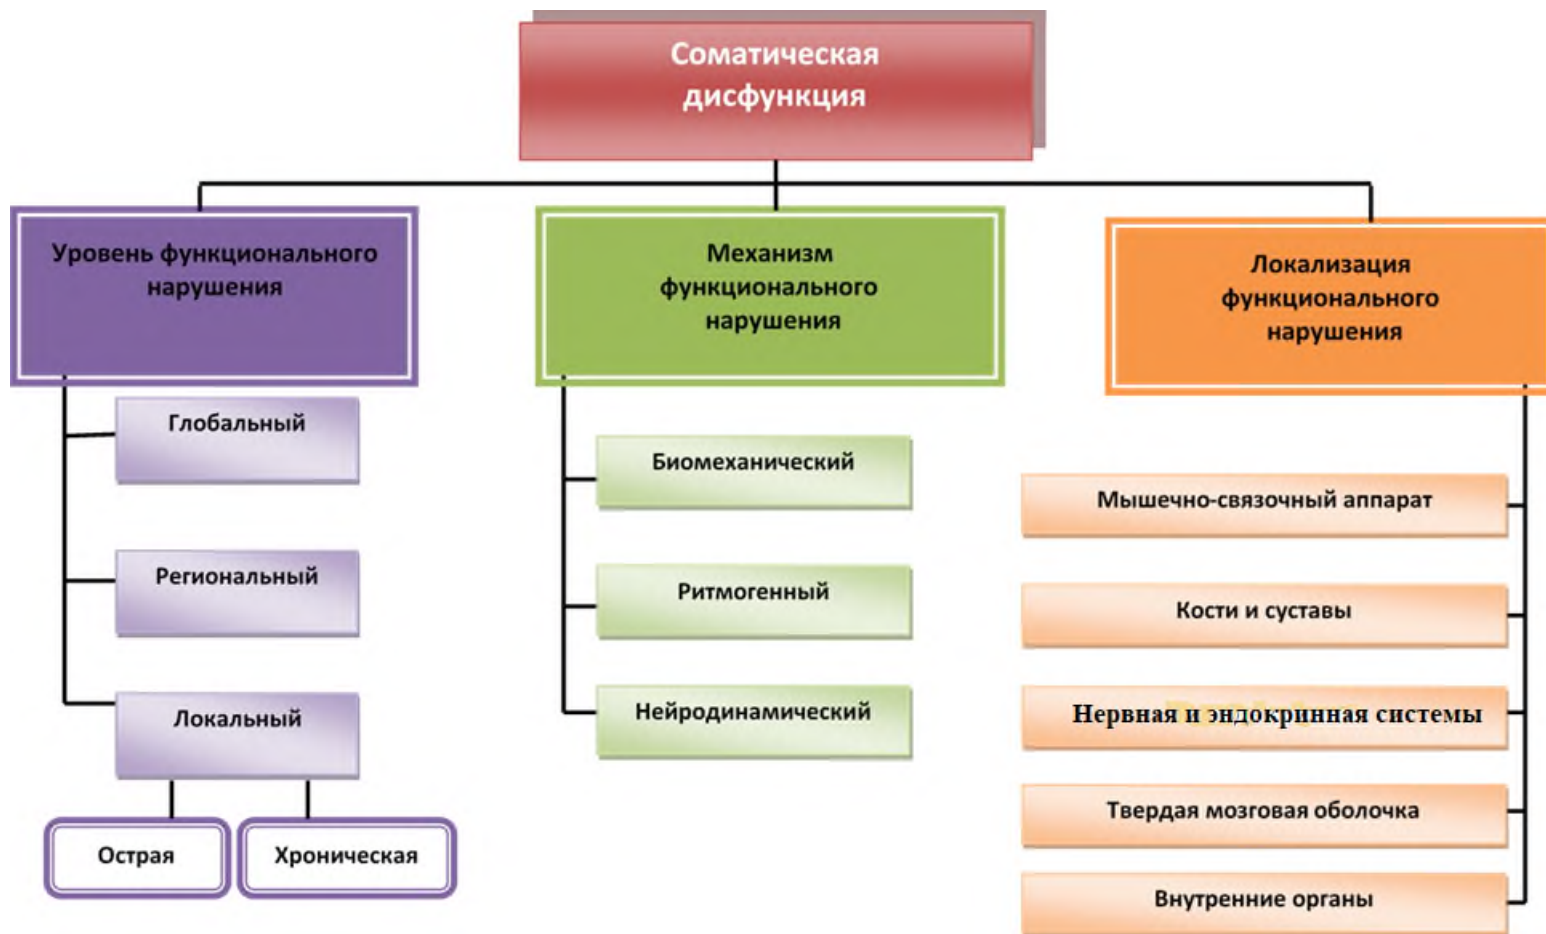 Соматическая
дисфункция
Уровень функционального
нарушения
Механизм
функционального
нарушения
Локализация
функционального
нарушения
Глобальный
Региональный
Локальный
Острая
Хроническая
Биомеханический
Ритмогенный
Нейродинамический
Мышечно-связочный аппарат
Кости и суставы
Нервная и эндокринная системы
Твердая мозговая оболочка
Внутренние органы